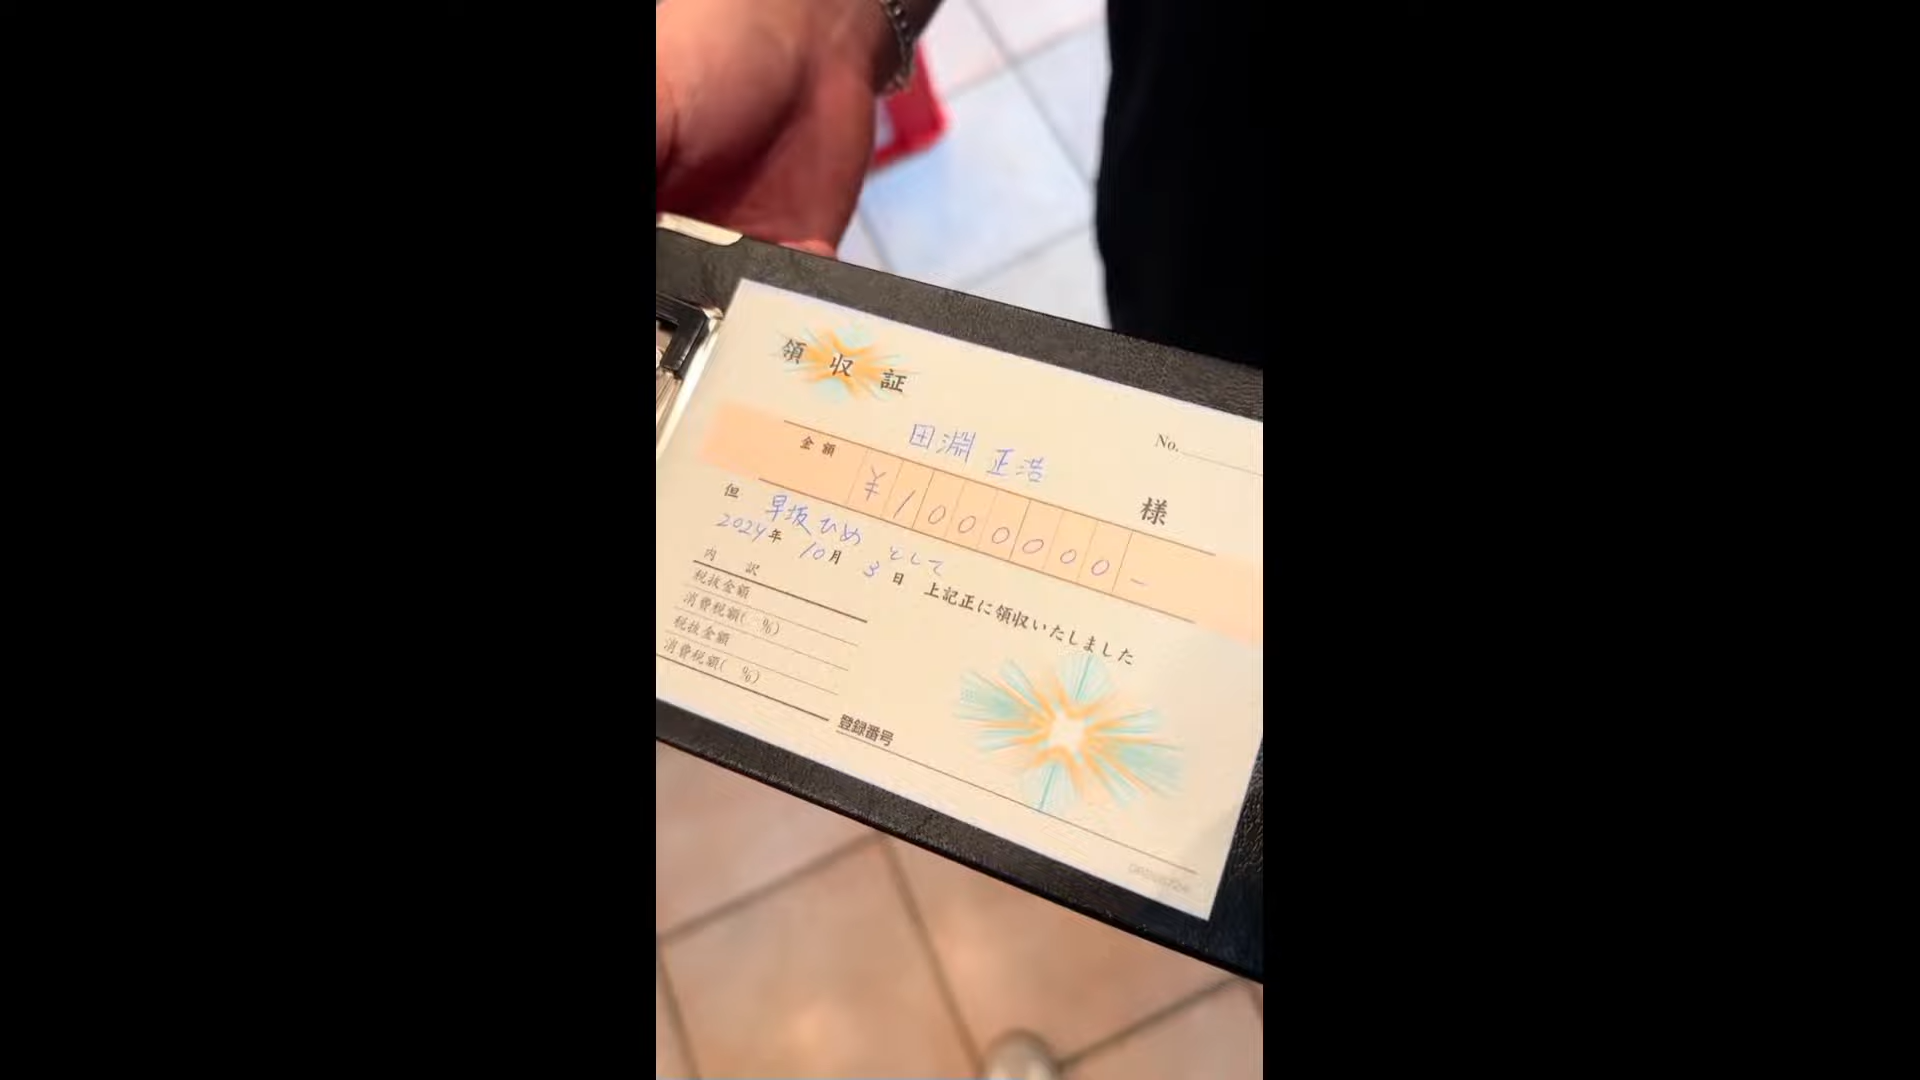 領収証
No.
田淵 正浩 様
金額 ¥1000000-
但 早坂ひめ として
2024年 10月 3日 上記正に領収いたしました
内訳
税抜金額
消費税額( %)
税抜金額
消費税額( %)
登録番号